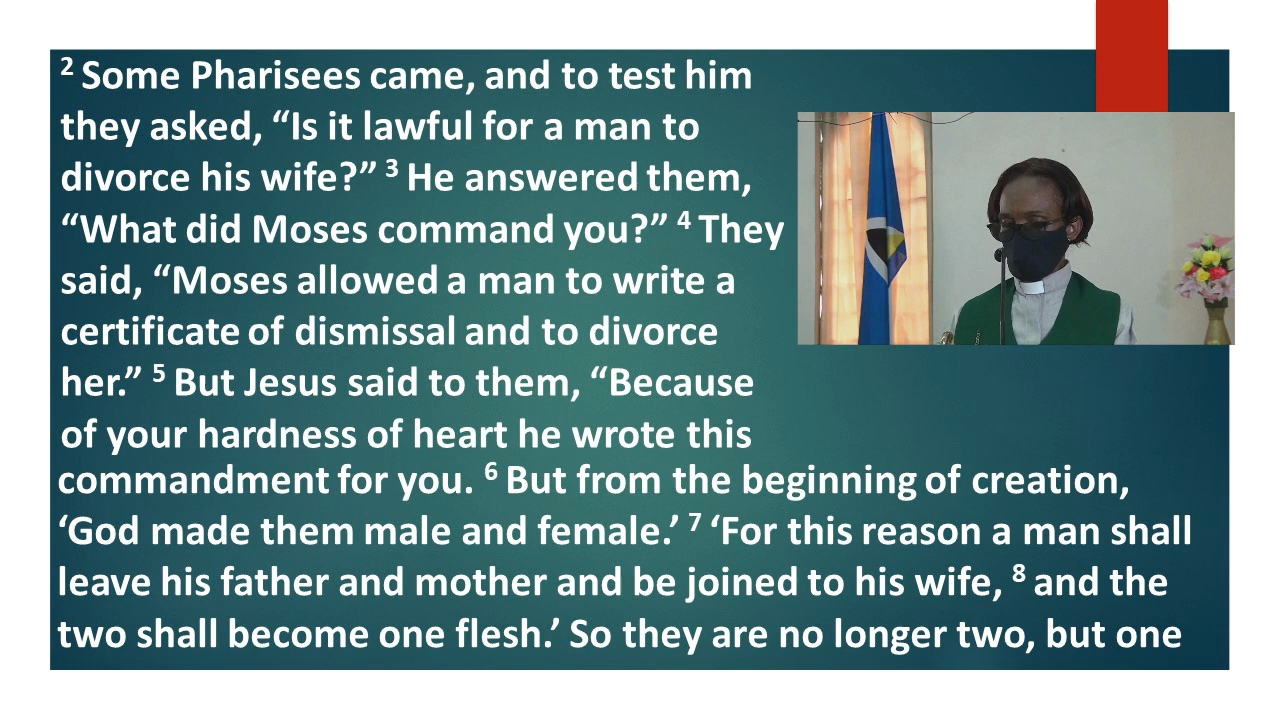 2 Some Pharisees came, and to test him
they asked, “Is it lawful for a man to
divorce his wife?” 3 He answered them,
“What did Moses command you?” 4 They
said, “Moses allowed a man to write a
certificate of dismissal and to divorce
her.” 5 But Jesus said to them, “Because
of your hardness of heart he wrote this
commandment for you. 6 But from the beginning of creation,
‘God made them male and female.’ 7 ‘For this reason a man shall
leave his father and mother and be joined to his wife, 8 and the
two shall become one flesh.’ So they are no longer two, but one